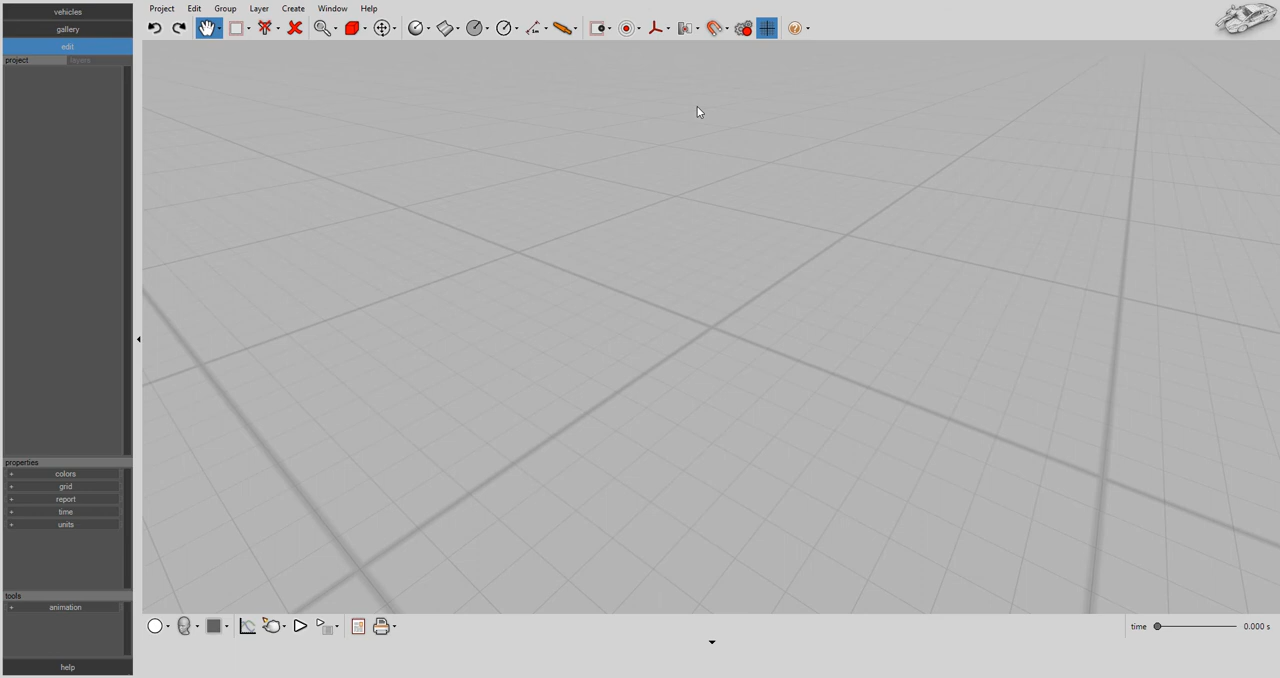 vehicles
gallery
edit
project layers
properties
colors
grid
report
time
units
tools
animation
help
Project Edit Group Layer Create Window Help
time 0.000 s